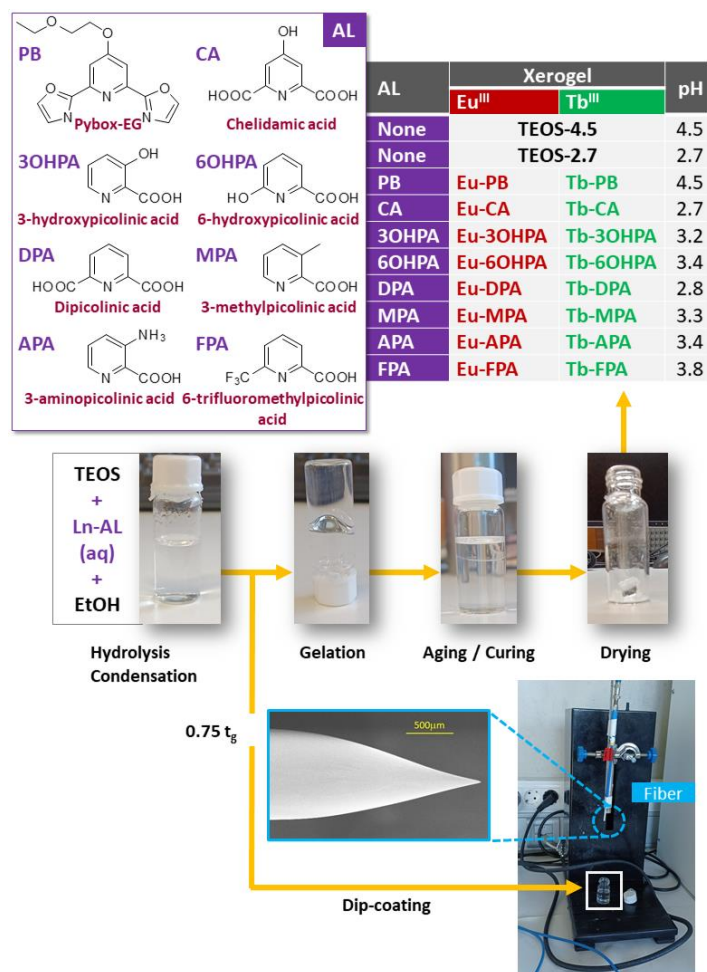 AL
PB
Pybox-EG
CA
OH
HOOC
COOH
Chelidamic acid
O
O
O
O
N
N
N
N
3OHPA
OH
COOH
N
3-hydroxypicolinic acid
6OHPA
HO
N
COOH
6-hydroxypicolinic acid
DPA
HOOC
N
COOH
Dipicolinic acid
MPA
N
COOH
3-methylpicolinic acid
APA
NH3
N
COOH
3-aminopicolinic acid
FPA
F3C
N
COOH
6-trifluoromethylpicolinic
acid
AL Xerogel pH
EuIII TbIII
None TEOS-4.5 4.5
None TEOS-2.7 2.7
PB Eu-PB Tb-PB 4.5
CA Eu-CA Tb-CA 2.7
3OHPA Eu-3OHPA Tb-3OHPA 3.2
6OHPA Eu-6OHPA Tb-6OHPA 3.4
DPA Eu-DPA Tb-DPA 2.8
MPA Eu-MPA Tb-MPA 3.3
APA Eu-APA Tb-APA 3.4
FPA Eu-FPA Tb-FPA 3.8
TEOS
+
Ln-AL
(aq)
+
EtOH
Hydrolysis
Condensation
Gelation
Aging / Curing
Drying
0.75 tg
500µm
Fiber
Dip-coating